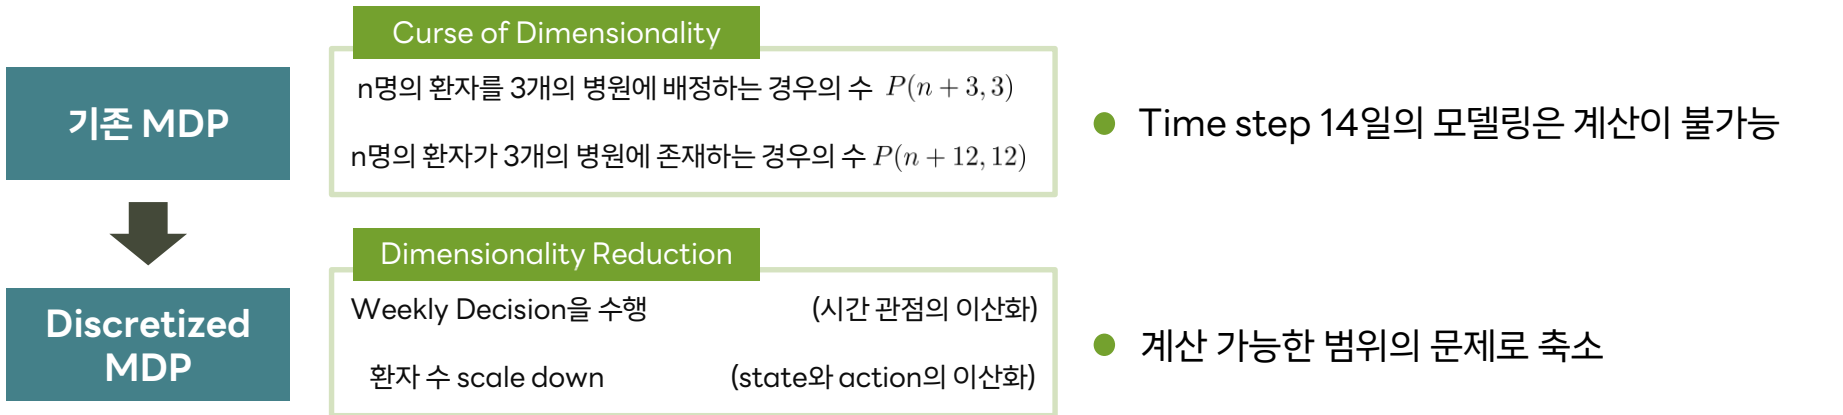 기존 MDP
Curse of Dimensionality
n명의 환자를 3개의 병원에 배정하는 경우의 수 P(n + 3, 3)
n명의 환자가 3개의 병원에 존재하는 경우의 수 P(n + 12, 12)
● Time step 14일의 모델링은 계산이 불가능
Discretized
MDP
Dimensionality Reduction
Weekly Decision을 수행 (시간 관점의 이산화)
환자 수 scale down (state와 action의 이산화)
● 계산 가능한 범위의 문제로 축소